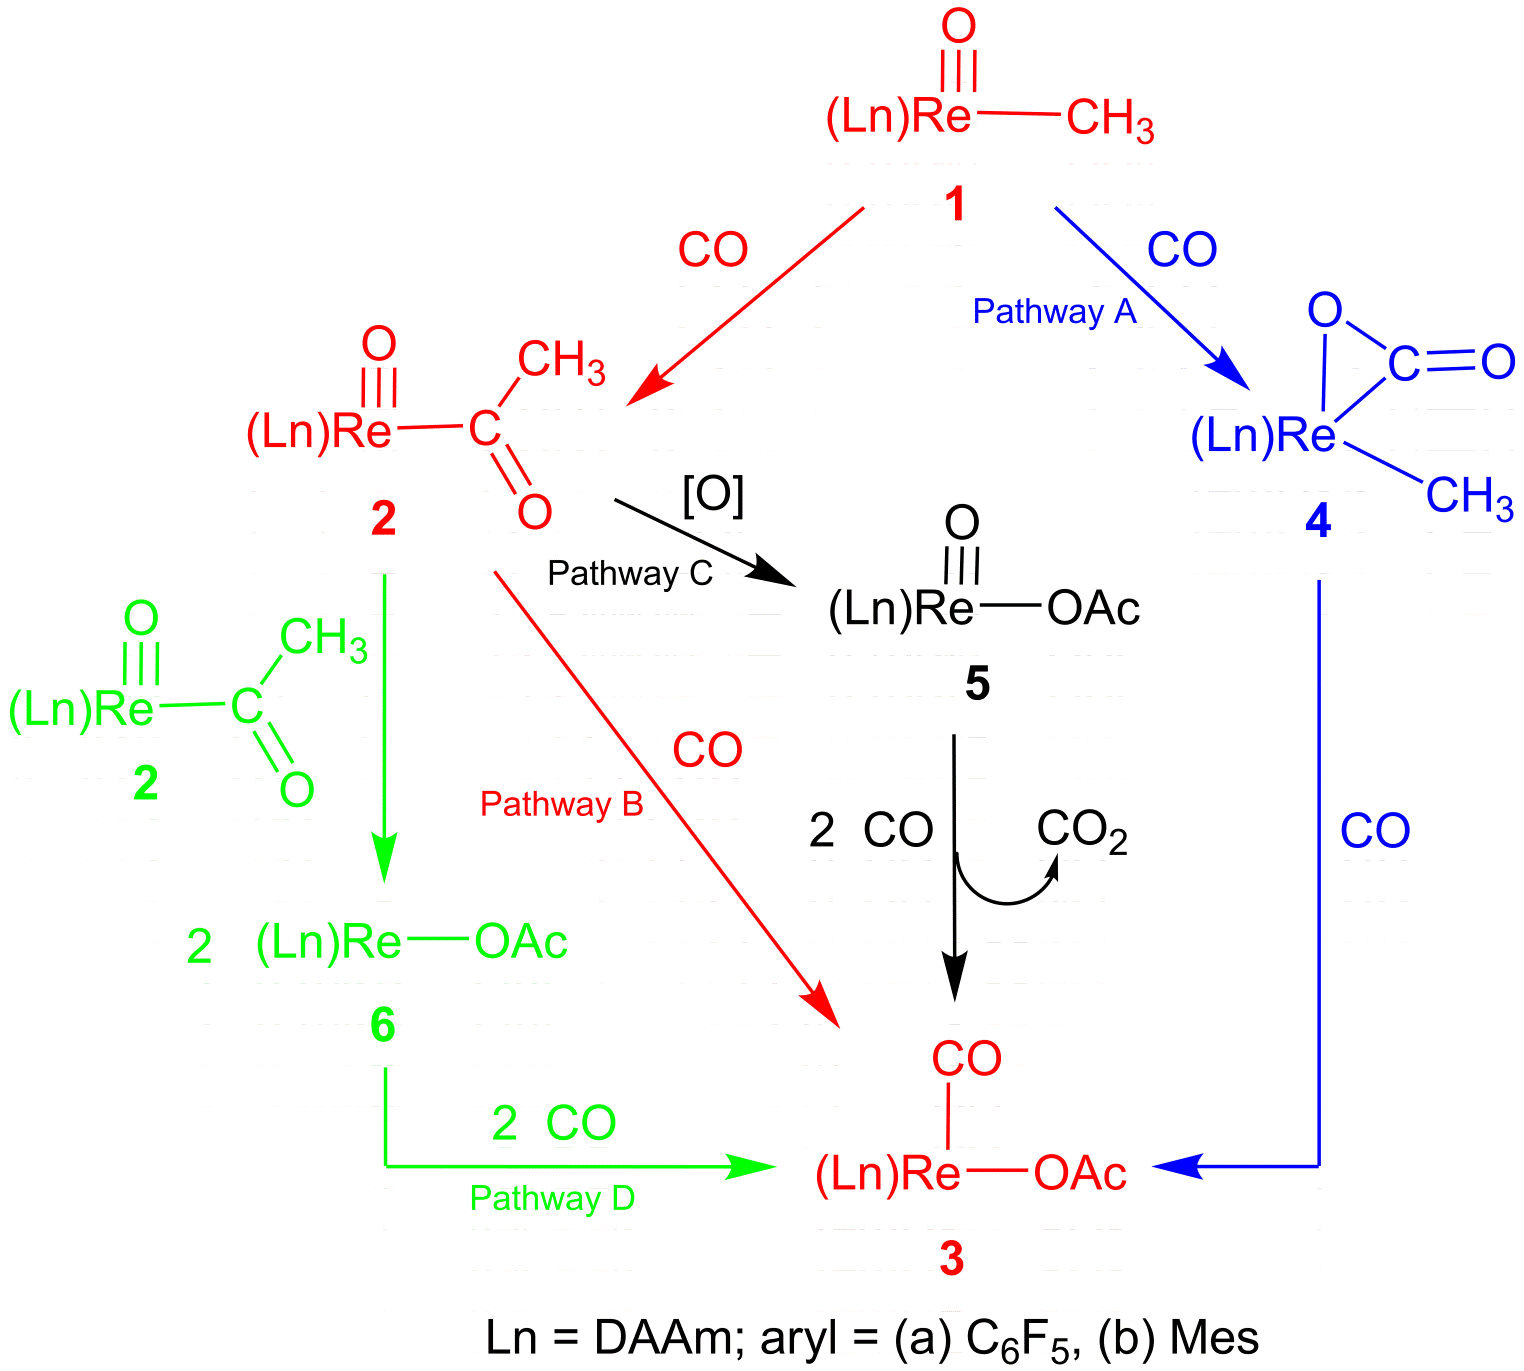 O
(Ln)Re CH3
1
CO CO
Pathway A
O
CH3
(Ln)Re C
O
2
O
C O
(Ln)Re
CH3
4
[O]
Pathway C
O
(Ln)Re OAc
5
O
CH3
(Ln)Re C
O
2
CO
Pathway B
2 CO CO2
CO
2 (Ln)Re OAc
6
CO
2 CO
Pathway D
(Ln)Re OAc
3
Ln = DAAm; aryl = (a) C6F5, (b) Mes